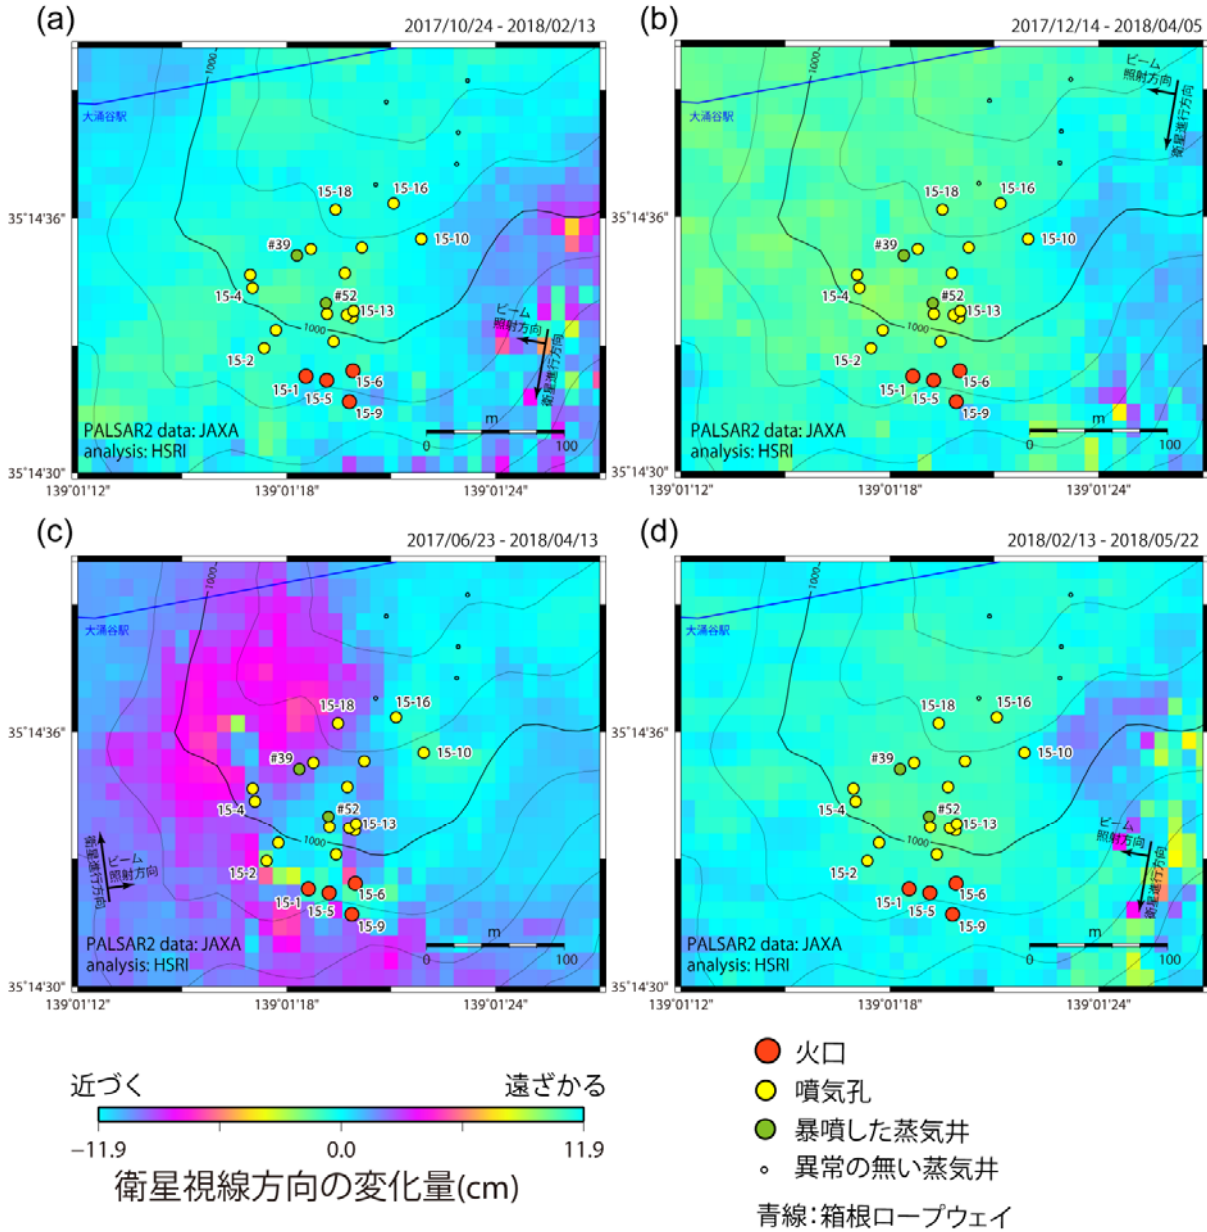 (a)
2017/10/24 - 2018/02/13
1000
大涌谷駅
15-18
15-16
35°14'36"
#39
15-10
15-4
#52
15-13
1000
ビーム
照射方向
衛星進行方向
15-2
15-1
15-5
15-6
15-9
PALSAR2 data: JAXA
analysis: HSRI
m
0 100
35°14'30"
139°01'12" 139°01'18" 139°01'24"
(b)
2017/12/14 - 2018/04/05
1000
ビーム
照射方向
衛星進行方向
大涌谷駅
15-18
15-16
35°14'36"
#39
15-10
15-4
#52
15-13
1000
15-2
15-1
15-5
15-6
15-9
PALSAR2 data: JAXA
analysis: HSRI
m
0 100
35°14'30"
139°01'12" 139°01'18" 139°01'24"
(c)
2017/06/23 - 2018/04/13
1000
大涌谷駅
15-18
15-16
35°14'36"
#39
15-10
15-4
#52
15-13
1000
衛星進行方向
ビーム
照射方向
15-2
15-1
15-5
15-6
15-9
PALSAR2 data: JAXA
analysis: HSRI
m
0 100
35°14'30"
139°01'12" 139°01'18" 139°01'24"
(d)
2018/02/13 - 2018/05/22
1000
大涌谷駅
15-18
15-16
35°14'36"
#39
15-10
15-4
#52
15-13
1000
ビーム
照射方向
衛星進行方向
15-2
15-1
15-5
15-6
15-9
PALSAR2 data: JAXA
analysis: HSRI
m
0 100
35°14'30"
139°01'12" 139°01'18" 139°01'24"
近づく 遠ざかる
−11.9 0.0 11.9
衛星視線方向の変化量(cm)
火口
噴気孔
暴噴した蒸気井
異常の無い蒸気井
青線：箱根ロープウェイ